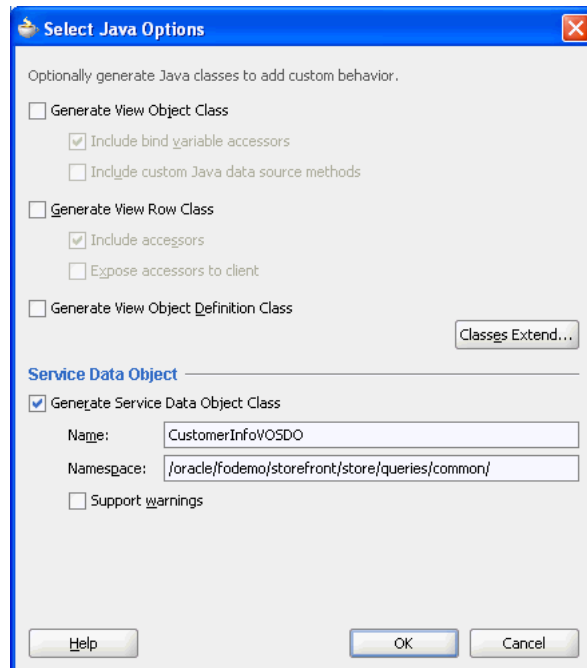 Select Java Options
Optionally generate Java classes to add custom behavior.
Generate View Object Class
Include bind variable accessors
Include custom Java data source methods
Generate View Row Class
Include accessors
Expose accessors to client
Generate View Object Definition Class
Classes Extend...
Service Data Object
Generate Service Data Object Class
Name: CustomerInfoVOSDO
Namespace: /oracle/fodemo/storefront/store/queries/common/
Support warnings
Help OK Cancel